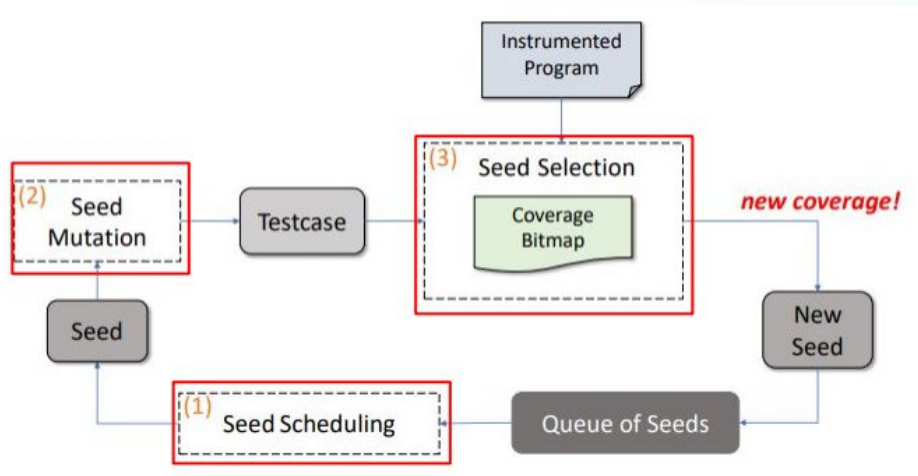 Instrumented
Program
(3)
Seed Selection
(2)
Seed
Mutation
Testcase
Coverage
Bitmap
new coverage!
Seed
New
Seed
(1)
Seed Scheduling
Queue of Seeds